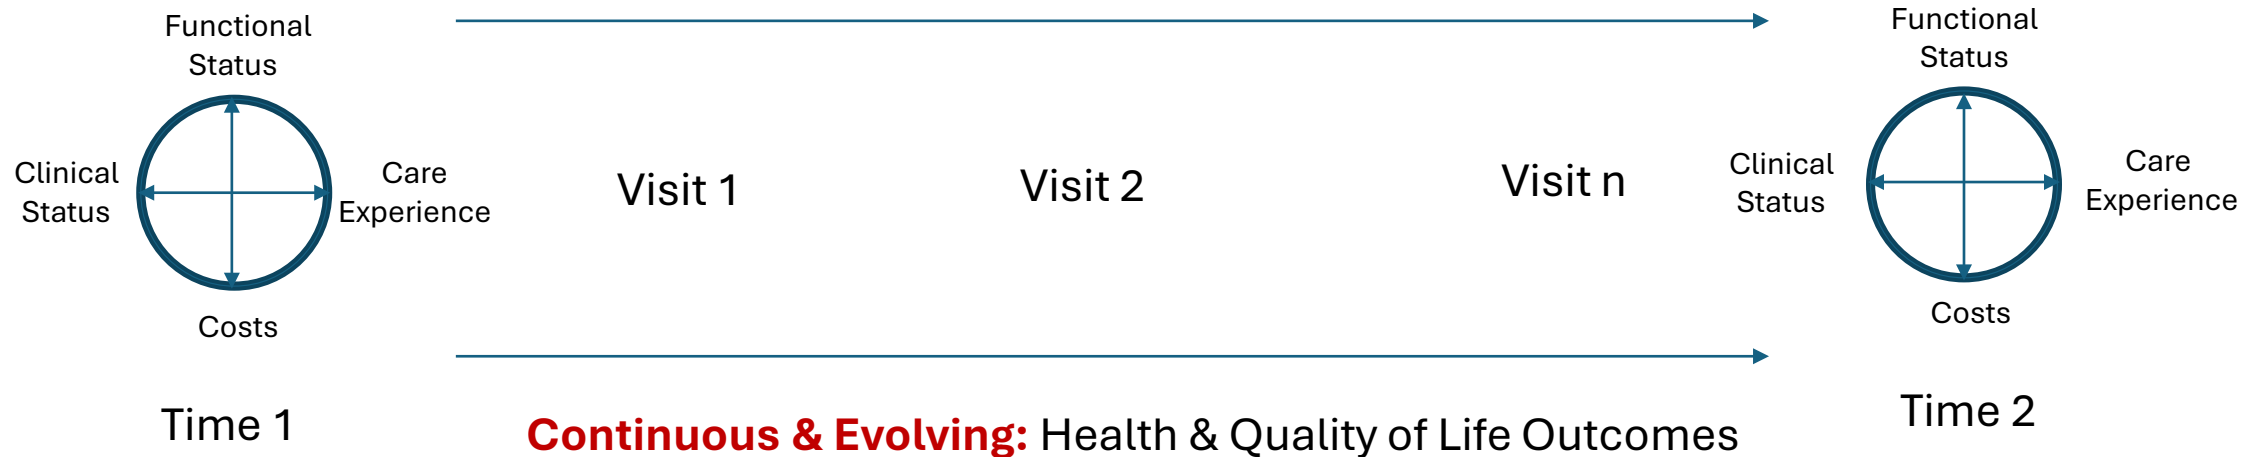 Functional
Status
Clinical
Status
Care
Experience
Costs
Time 1
Visit 1
Visit 2
Visit n
Continuous & Evolving: Health & Quality of Life Outcomes
Functional
Status
Clinical
Status
Care
Experience
Costs
Time 2